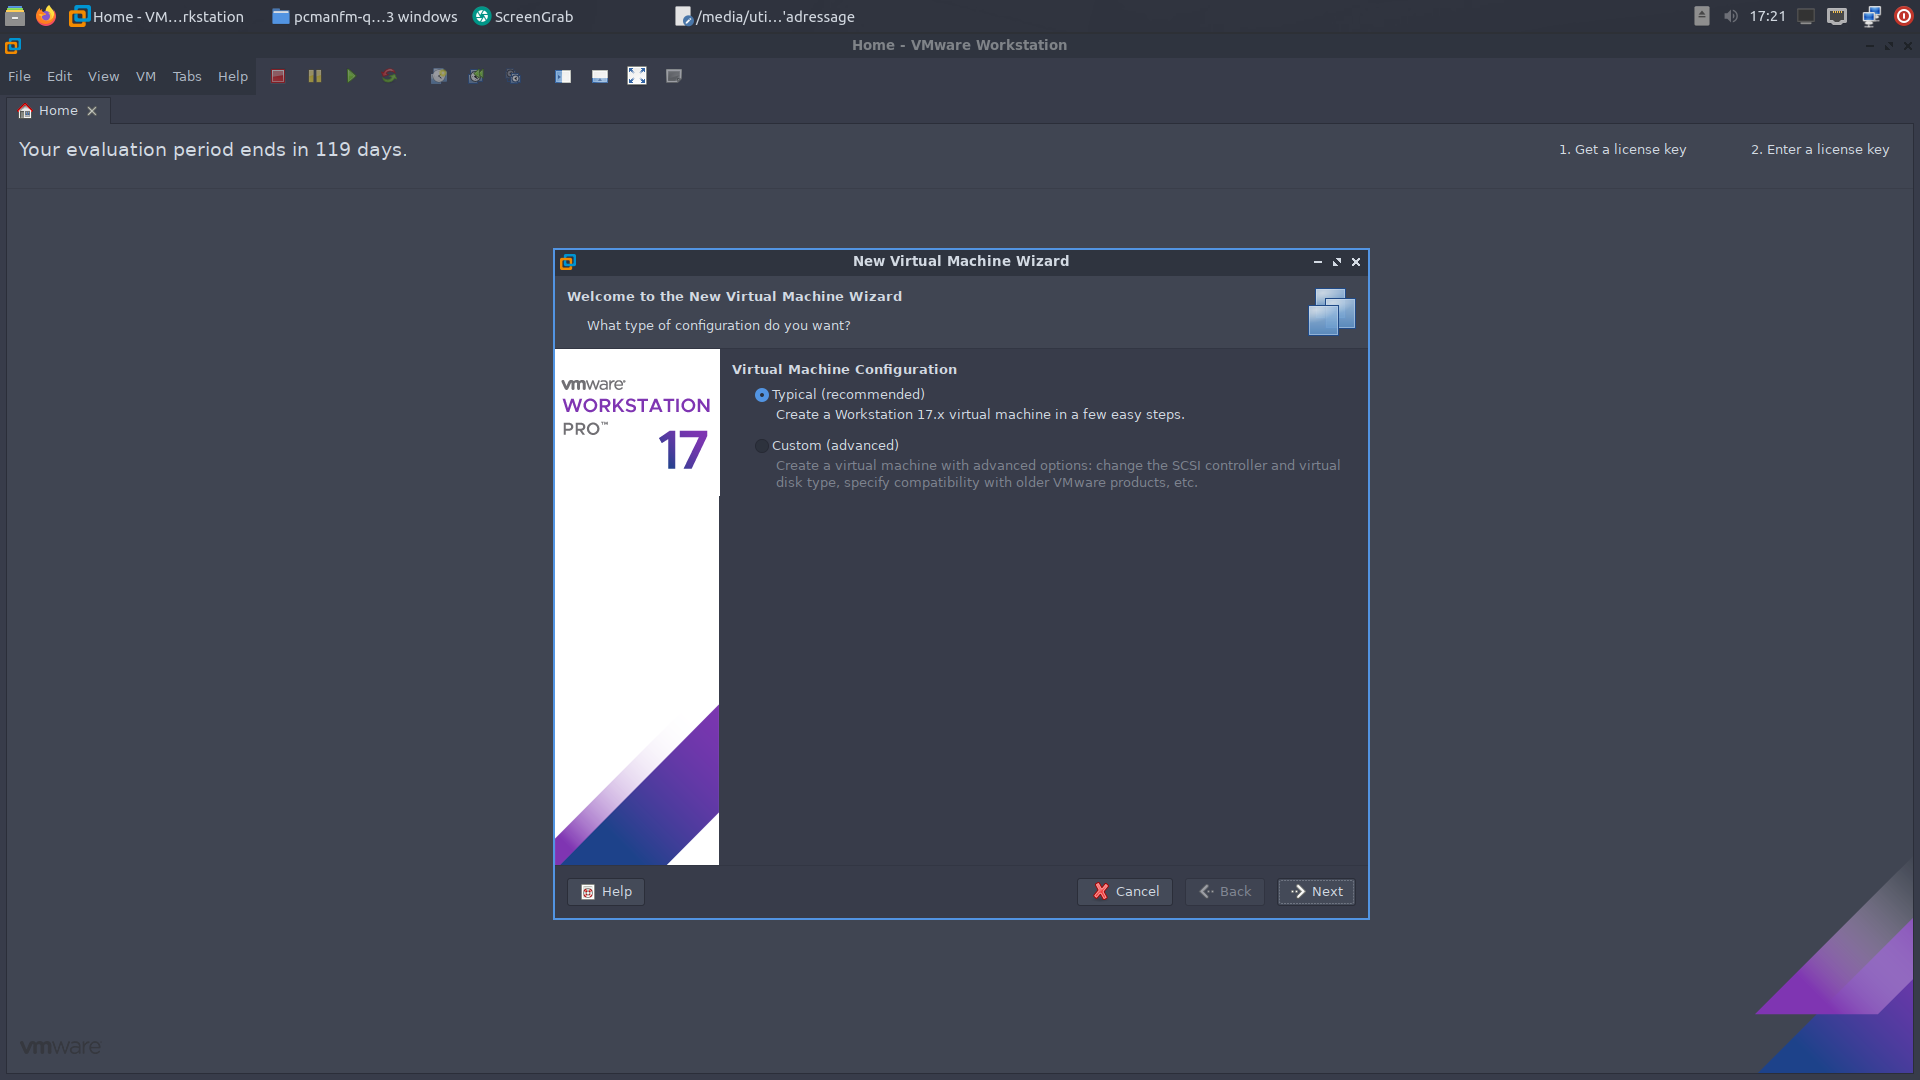 Home - VM...rkstation
pcmanfm-q...3 windows
ScreenGrab
/media/uti...'adressage
17:21
Home - VMware Workstation
File Edit View VM Tabs Help
Home
Your evaluation period ends in 119 days.
1. Get a license key
2. Enter a license key
New Virtual Machine Wizard
Welcome to the New Virtual Machine Wizard
What type of configuration do you want?
vmware®
WORKSTATION
PRO™
17
Virtual Machine Configuration
Typical (recommended)
Create a Workstation 17.x virtual machine in a few easy steps.
Custom (advanced)
Create a virtual machine with advanced options: change the SCSI controller and virtual
disk type, specify compatibility with older VMware products, etc.
Help
Cancel
Back
Next
vmware